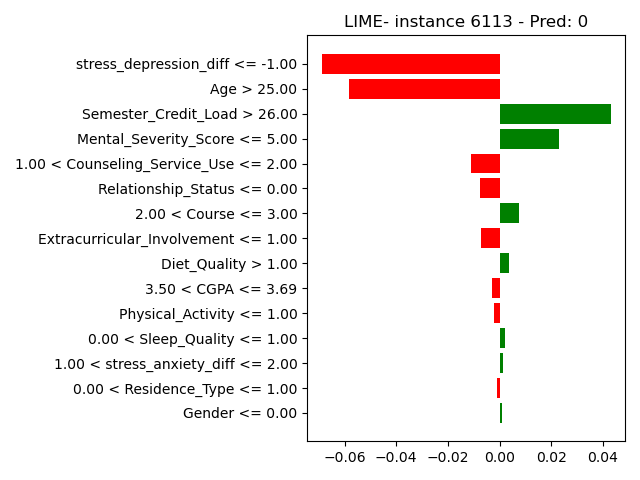 LIME- instance 6113 - Pred: 0
stress_depression_diff <= -1.00
Age > 25.00
Semester_Credit_Load > 26.00
Mental_Severity_Score <= 5.00
1.00 < Counseling_Service_Use <= 2.00
Relationship_Status <= 0.00
2.00 < Course <= 3.00
Extracurricular_Involvement <= 1.00
Diet_Quality > 1.00
3.50 < CGPA <= 3.69
Physical_Activity <= 1.00
0.00 < Sleep_Quality <= 1.00
1.00 < stress_anxiety_diff <= 2.00
0.00 < Residence_Type <= 1.00
Gender <= 0.00
−0.06 −0.04 −0.02 0.00 0.02 0.04